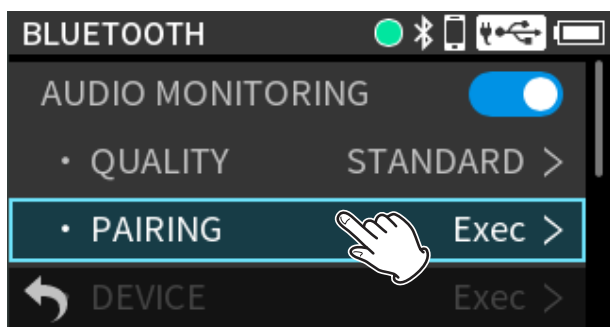 BLUETOOTH
AUDIO MONITORING
• QUALITY STANDARD >
• PAIRING Exec >
DEVICE Exec >